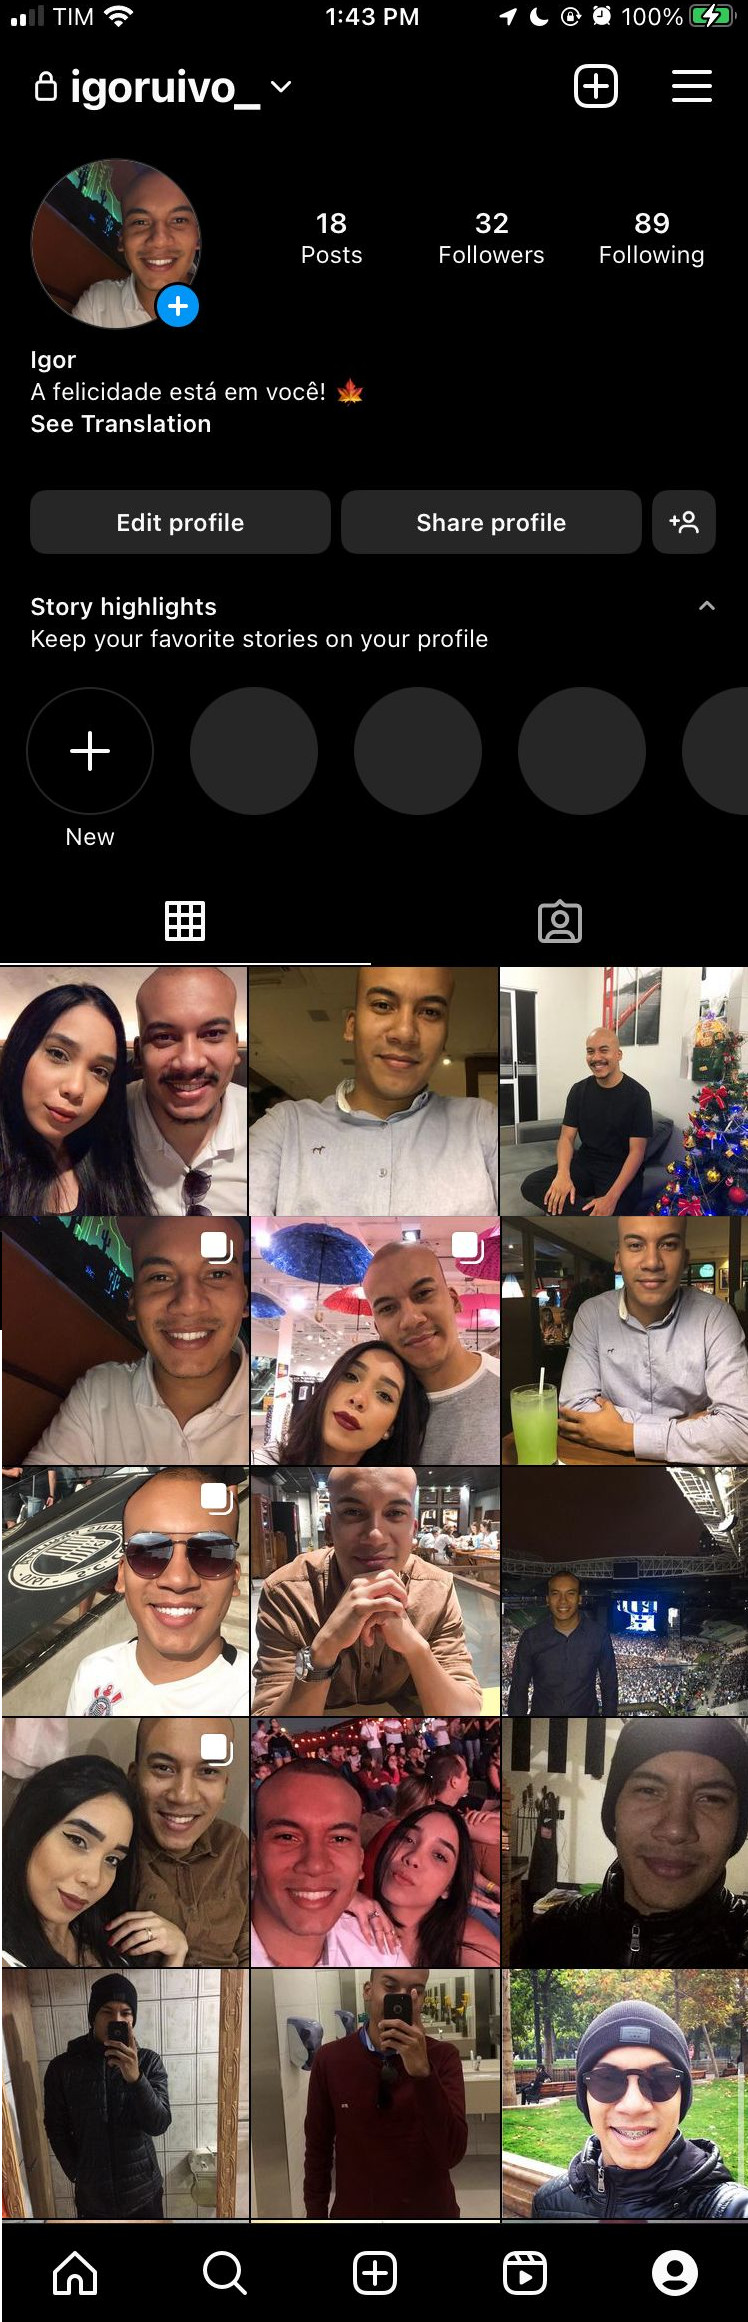 TIM 1:43 PM 100%
igoruivo_
18 32 89
Posts Followers Following
Igor
A felicidade está em você! 🍁
See Translation
Edit profile Share profile
Story highlights
Keep your favorite stories on your profile
New